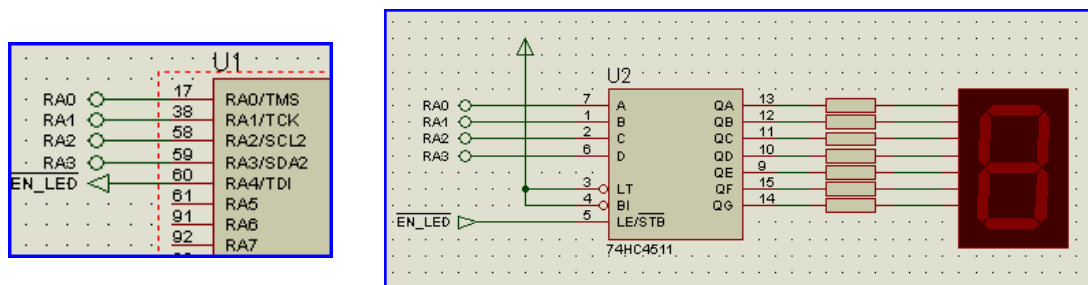 U1
RA0 17 RA0/TMS
RA1 38 RA1/TCK
RA2 58 RA2/SCL2
RA3 59 RA3/SDA2
EN_LED 60 RA4/TDI
61 RA5
91 RA6
92 RA7
U2
RA0 7 A QA 13
RA1 1 B QB 12
RA2 2 C QC 11
RA3 6 D QD 10
QE 9
3 LT QF 15
4 BI QG 14
EN_LED 5 LE/STB
74HC4511